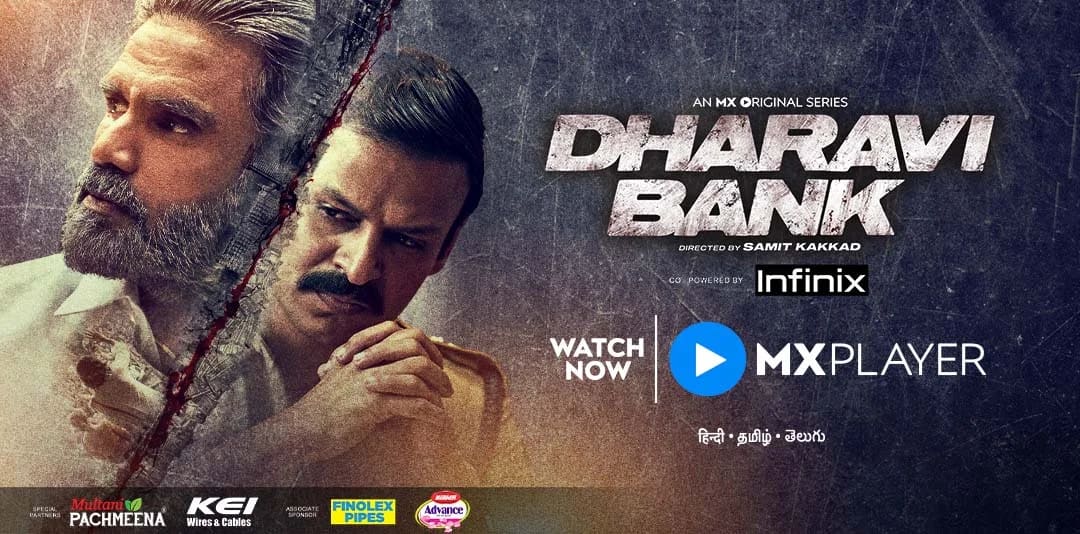 AN MX ORIGINAL SERIES
DHARAVI
BANK
DIRECTED BY SAMIT KAKKAD
CO POWERED BY Infinix
WATCH
NOW
MXPLAYER
हिन्दी • தமிழ் • తెలుగు
SPECIAL
PARTNERS
Multani
PACHMEENA
KEI
Wires & Cables
ASSOCIATE
SPONSOR
FINOLEX
PIPES
Advance